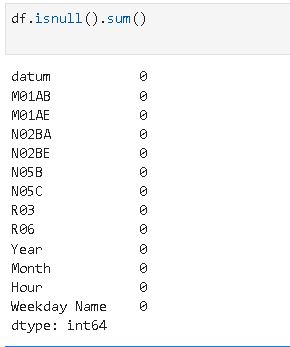 df.isnull().sum()
datum 0
M01AB 0
M01AE 0
N02BA 0
N02BE 0
N05B 0
N05C 0
R03 0
R06 0
Year 0
Month 0
Hour 0
Weekday Name 0
dtype: int64